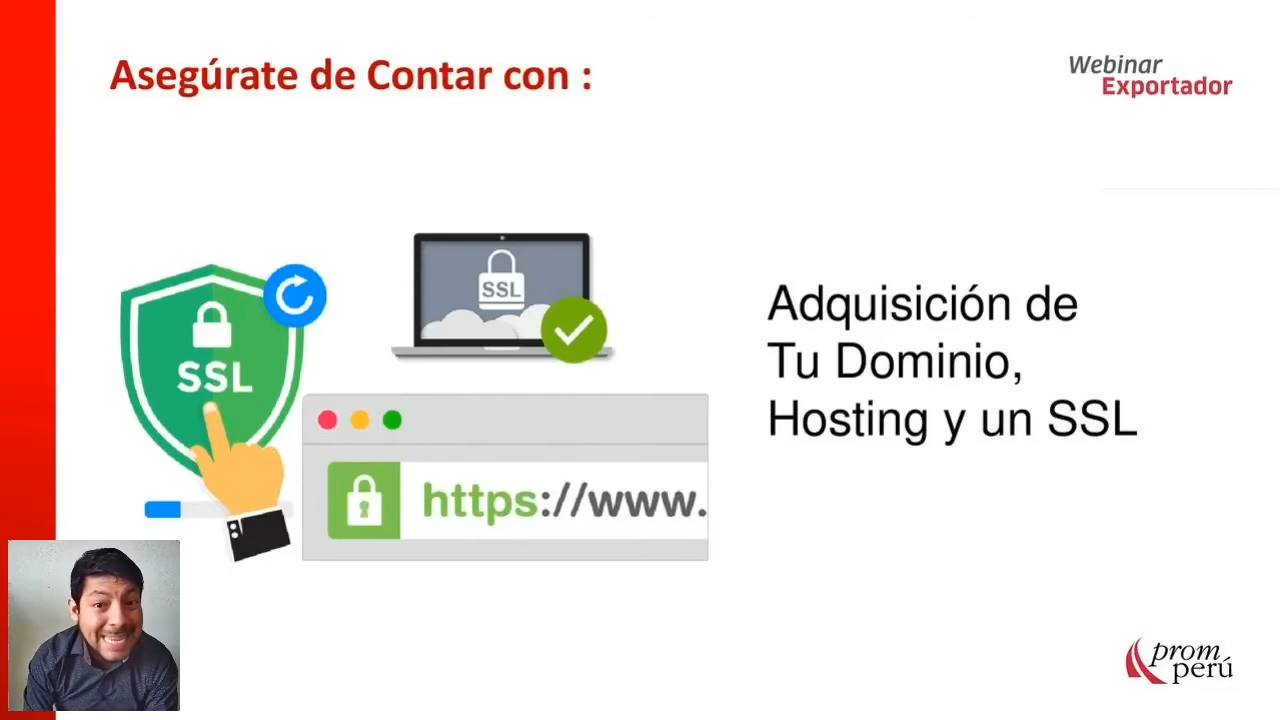 Asegúrate de Contar con :
Webinar
Exportador
SSL
SSL
https://www.
Adquisición de
Tu Dominio,
Hosting y un SSL
prom
perú